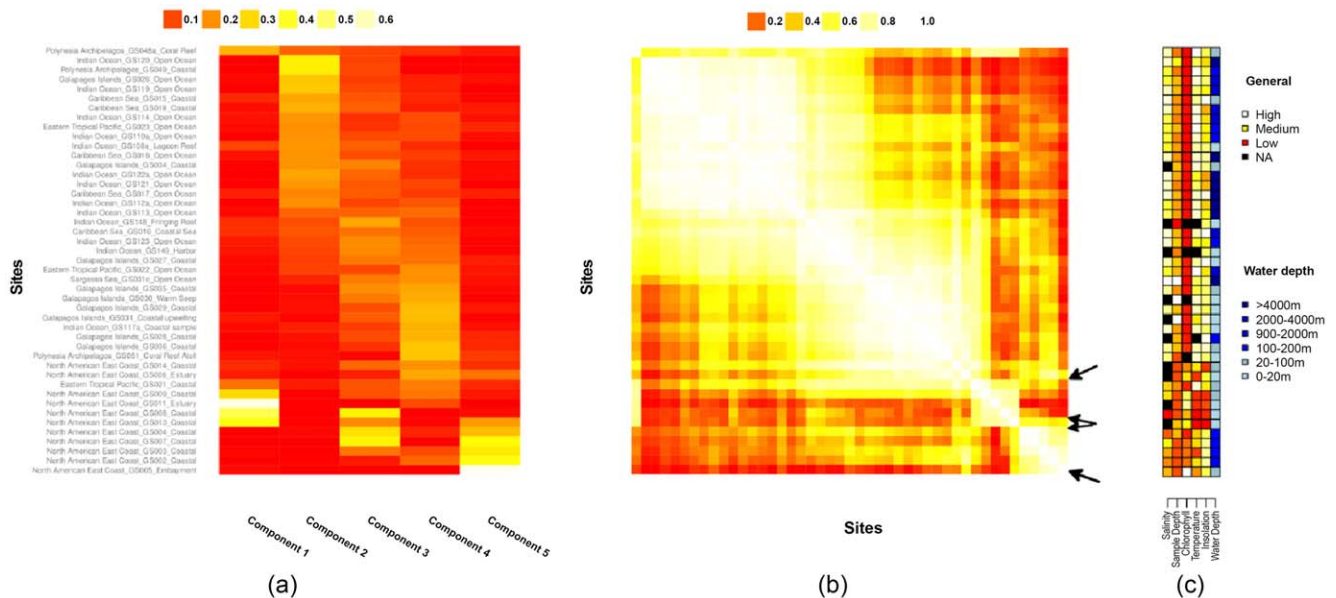 0.1 0.2 0.3 0.4 0.5 0.6
0.2 0.4 0.6 0.8 1.0
Polynesia Archipelagos_GS048a_Coral Reef
Indian Ocean_GS120_Open Ocean
Polynesia Archipelagos_GS049_Coastal
Galapagos Islands_GS026_Open Ocean
Indian Ocean_GS119_Open Ocean
Caribbean Sea_GS015_Coastal
Caribbean Sea_GS019_Coastal
Indian Ocean_GS114_Open Ocean
Eastern Tropical Pacific_GS023_Open Ocean
Indian Ocean_GS110a_Open Ocean
Indian Ocean_GS108a_Lagoon Reef
Caribbean Sea_GS018_Open Ocean
Galapagos Islands_GS034_Coastal
Indian Ocean_GS122a_Open Ocean
Indian Ocean_GS121_Open Ocean
Caribbean Sea_GS017_Open Ocean
Indian Ocean_GS112a_Open Ocean
Indian Ocean_GS113_Open Ocean
Indian Ocean_GS148_Fringing Reef
Caribbean Sea_GS016_Coastal Sea
Indian Ocean_GS123_Open Ocean
Indian Ocean_GS149_Harbor
Galapagos Islands_GS027_Coastal
Eastern Tropical Pacific_GS022_Open Ocean
Sargasso Sea_GS001c_Open Ocean
Galapagos Islands_GS035_Coastal
Galapagos Islands_GS030_Warm Seep
Galapagos Islands_GS029_Coastal
Galapagos Islands_GS031_Coastal upwelling
Indian Ocean_GS117a_Coastal sample
Galapagos Islands_GS028_Coastal
Galapagos Islands_GS036_Coastal
Polynesia Archipelagos_GS051_Coral Reef Atoll
North American East Coast_GS014_Coastal
North American East Coast_GS006_Estuary
Eastern Tropical Pacific_GS021_Coastal
North American East Coast_GS009_Coastal
North American East Coast_GS011_Estuary
North American East Coast_GS008_Coastal
North American East Coast_GS013_Coastal
North American East Coast_GS004_Coastal
North American East Coast_GS007_Coastal
North American East Coast_GS003_Coastal
North American East Coast_GS002_Coastal
North American East Coast_GS005_Embayment
Sites
Component 1
Component 2
Component 3
Component 4
Component 5
(a)
Sites
Sites
(b)
General
High
Medium
Low
NA
Water depth
>4000m
2000-4000m
900-2000m
100-200m
20-100m
0-20m
Salinity
Sample Depth
Chlorophyll
Temperature
Insolation
Water Depth
(c)